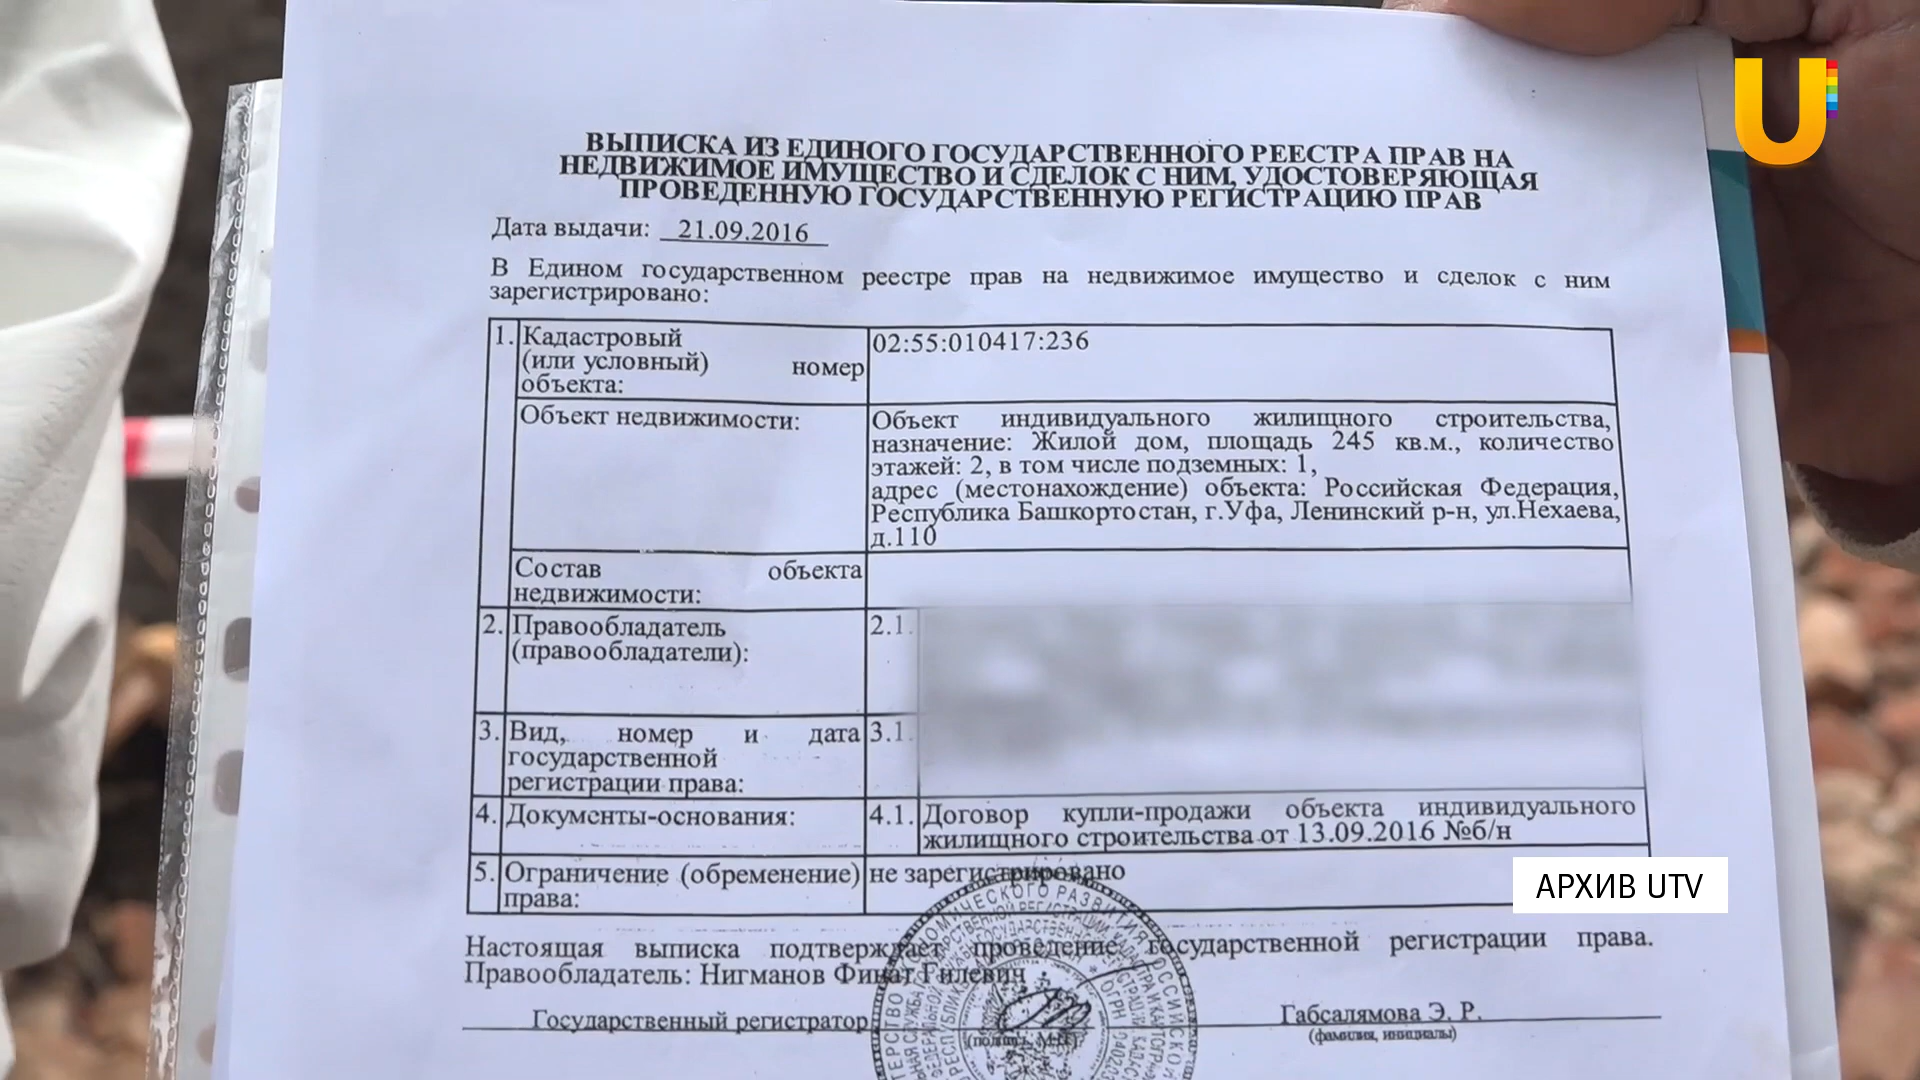 ВЫПИСКА ИЗ ЕДИНОГО ГОСУДАРСТВЕННОГО РЕЕСТРА ПРАВ НА
НЕДВИЖИМОЕ ИМУЩЕСТВО И СДЕЛОК С НИМ, УДОСТОВЕРЯЮЩАЯ
ПРОВЕДЕННУЮ ГОСУДАРСТВЕННУЮ РЕГИСТРАЦИЮ ПРАВ
Дата выдачи: 21.09.2016
В Едином государственном реестре прав на недвижимое имущество и сделок с ним
зарегистрировано:
1. Кадастровый
(или условный) номер
объекта:
02:55:010417:236
Объект недвижимости:
Объект индивидуального жилищного строительства,
назначение: Жилой дом, площадь 245 кв.м., количество
этажей: 2, в том числе подземных: 1,
адрес (местонахождение) объекта: Российская Федерация,
Республика Башкортостан, г.Уфа, Ленинский р-н, ул.Нехаева,
д.110
Состав объекта
недвижимости:
2. Правообладатель
(правообладатели):
2.1.
3. Вид, номер и дата
государственной
регистрации права:
3.1.
4. Документы-основания:
4.1. Договор купли-продажи объекта индивидуального
жилищного строительства от 13.09.2016 №б/н
5. Ограничение (обременение)
права:
не зарегистрировано
Настоящая выписка подтверждает проведение государственной регистрации права.
Правообладатель: Нигманов Финат Гилевич
Государственный регистратор
(подпись, М.П.)
Габсалямова Э. Р.
(фамилия, инициалы)
U
АРХИВ UTV